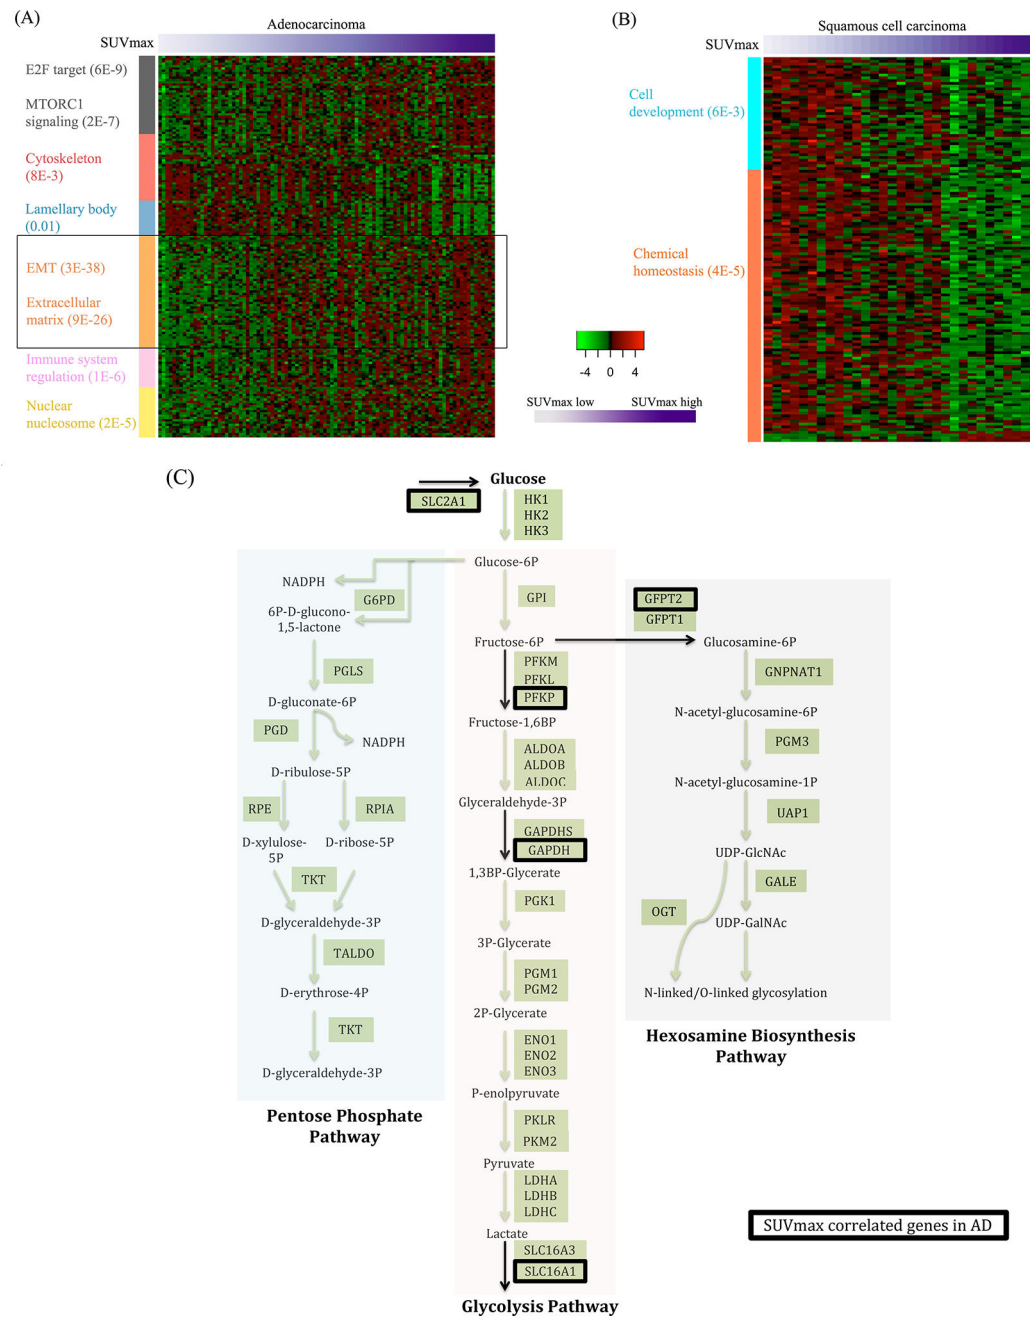 (A)
Adenocarcinoma
SUVmax
E2F target (6E-9)
MTORC1
signaling (2E-7)
Cytoskeleton
(8E-3)
Lamellary body
(0.01)
EMT (3E-38)
Extracellular
matrix (9E-26)
Immune system
regulation (1E-6)
Nuclear
nucleosome (2E-5)
(B)
Squamous cell carcinoma
SUVmax
Cell
development (6E-3)
Chemical
homeostasis (4E-5)
-4 0 4
SUVmax low SUVmax high
(C)
Glucose
SLC2A1
HK1
HK2
HK3
Glucose-6P
NADPH
G6PD
6P-D-glucono-
1,5-lactone
PGLS
D-gluconate-6P
PGD
NADPH
D-ribulose-5P
RPE
RPIA
D-xylulose-
5P
D-ribose-5P
TKT
D-glyceraldehyde-3P
TALDO
D-erythrose-4P
TKT
D-glyceraldehyde-3P
Pentose Phosphate
Pathway
GPI
Fructose-6P
PFKM
PFKL
PFKP
Fructose-1,6BP
ALDOA
ALDOB
ALDOC
Glyceraldehyde-3P
GAPDHS
GAPDH
1,3BP-Glycerate
PGK1
3P-Glycerate
PGM1
PGM2
2P-Glycerate
ENO1
ENO2
ENO3
P-enolpyruvate
PKLR
PKM2
Pyruvate
LDHA
LDHB
LDHC
Lactate
SLC16A3
SLC16A1
Glycolysis Pathway
GFPT2
GFPT1
Glucosamine-6P
GNPNAT1
N-acetyl-glucosamine-6P
PGM3
N-acetyl-glucosamine-1P
UAP1
UDP-GlcNAc
GALE
OGT
UDP-GalNAc
N-linked/O-linked glycosylation
Hexosamine Biosynthesis
Pathway
SUVmax correlated genes in AD